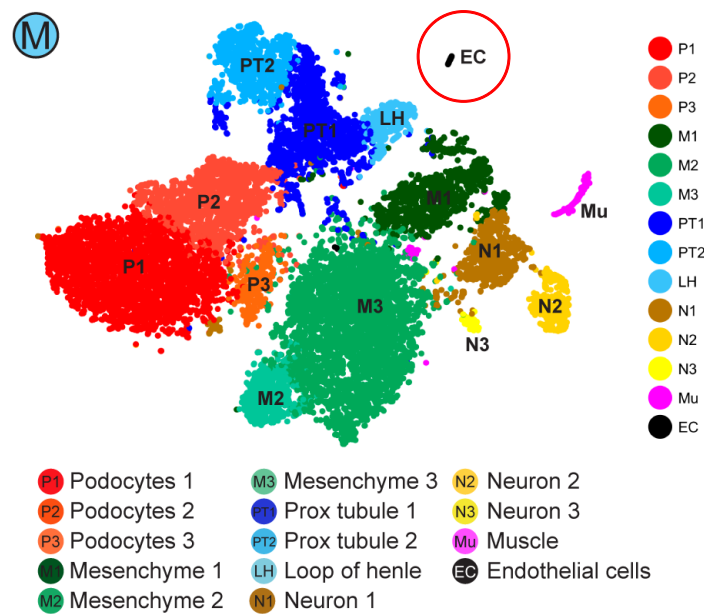 M
EC
PT2
PT1
LH
P2
M1
Mu
P1
P3
N1
M3
N2
N3
M2
P1
P2
P3
M1
M2
M3
PT1
PT2
LH
N1
N2
N3
Mu
EC
P1 Podocytes 1
P2 Podocytes 2
P3 Podocytes 3
M1 Mesenchyme 1
M2 Mesenchyme 2
M3 Mesenchyme 3
PT1 Prox tubule 1
PT2 Prox tubule 2
LH Loop of henle
N1 Neuron 1
N2 Neuron 2
N3 Neuron 3
Mu Muscle
EC Endothelial cells